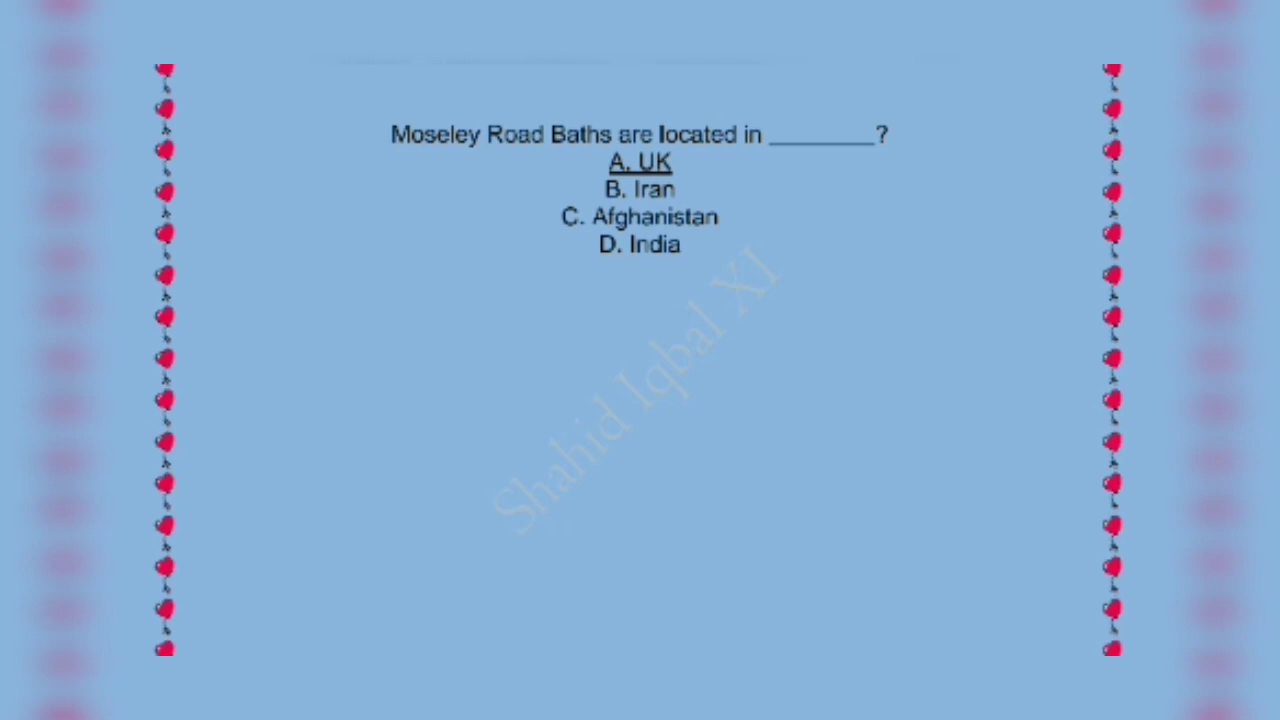 Moseley Road Baths are located in ________?
A. UK
B. Iran
C. Afghanistan
D. India
Shahid Iqbal XI